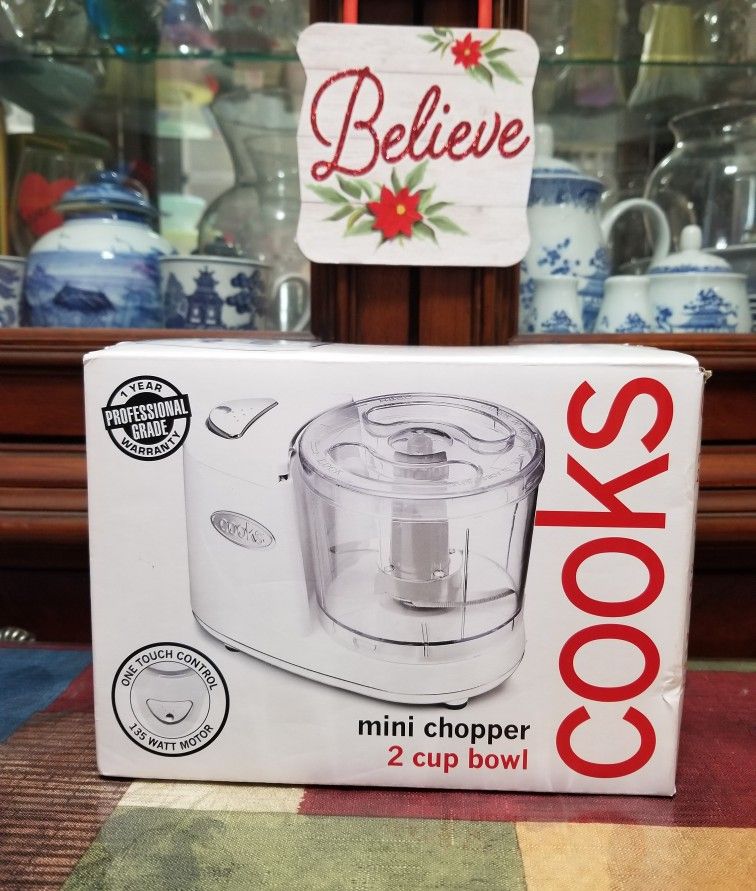 Believe
1 YEAR
PROFESSIONAL
GRADE
WARRANTY
cooks
cooks
ONE TOUCH CONTROL
135 WATT MOTOR
mini chopper
2 cup bowl